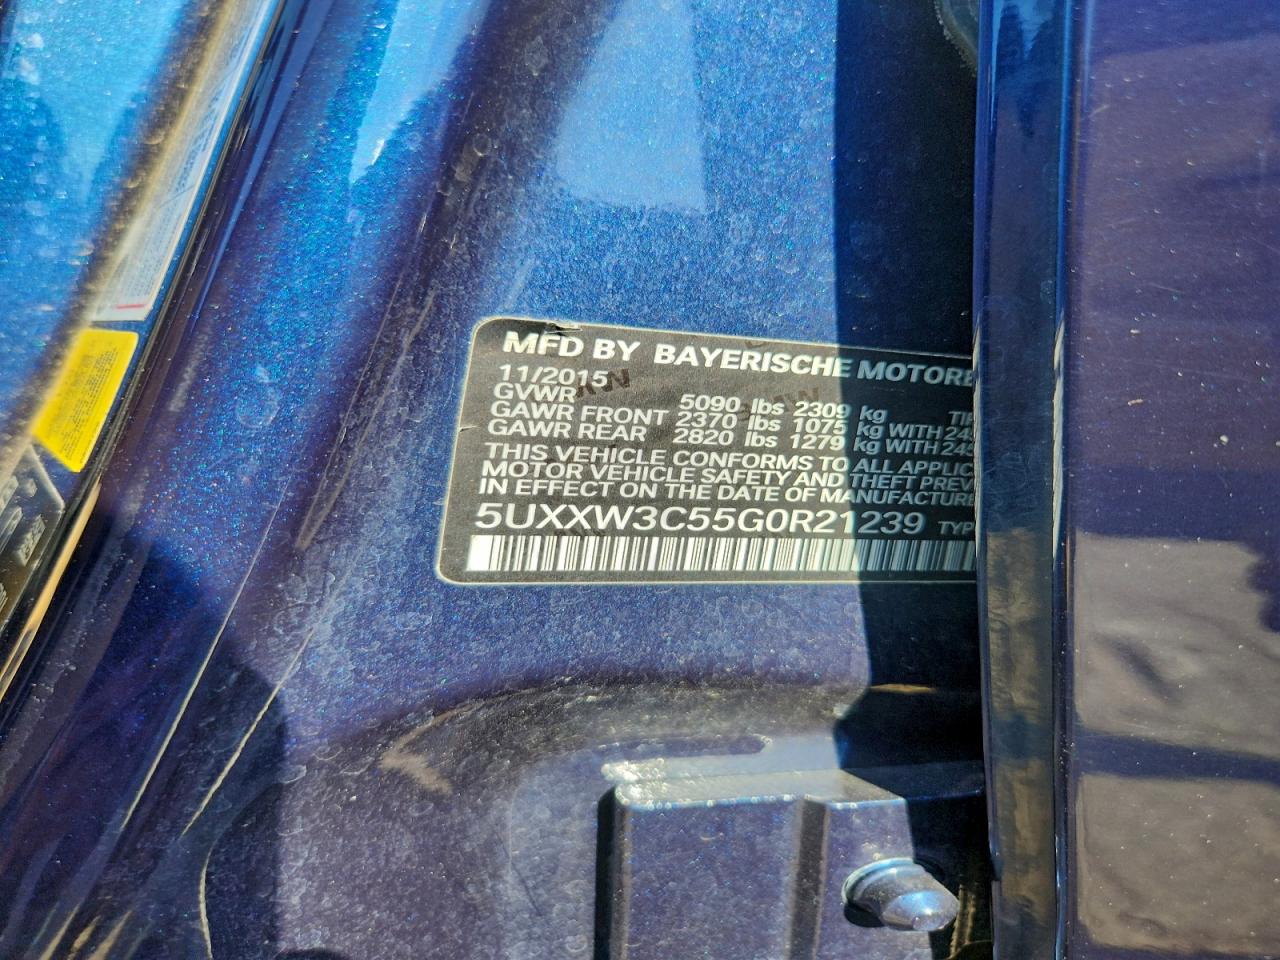 MFD BY BAYERISCHE MOTORE
11/2015
GVWR 5090 lbs 2309 kg
GAWR FRONT 2370 lbs 1075 kg WITH
GAWR REAR 2820 lbs 1279 kg WITH
THIS VEHICLE CONFORMS TO ALL APPLIC
MOTOR VEHICLE SAFETY AND THEFT PREV
IN EFFECT ON THE DATE OF MANUFACTURE
5UXXW3C55G0R21239 TYP